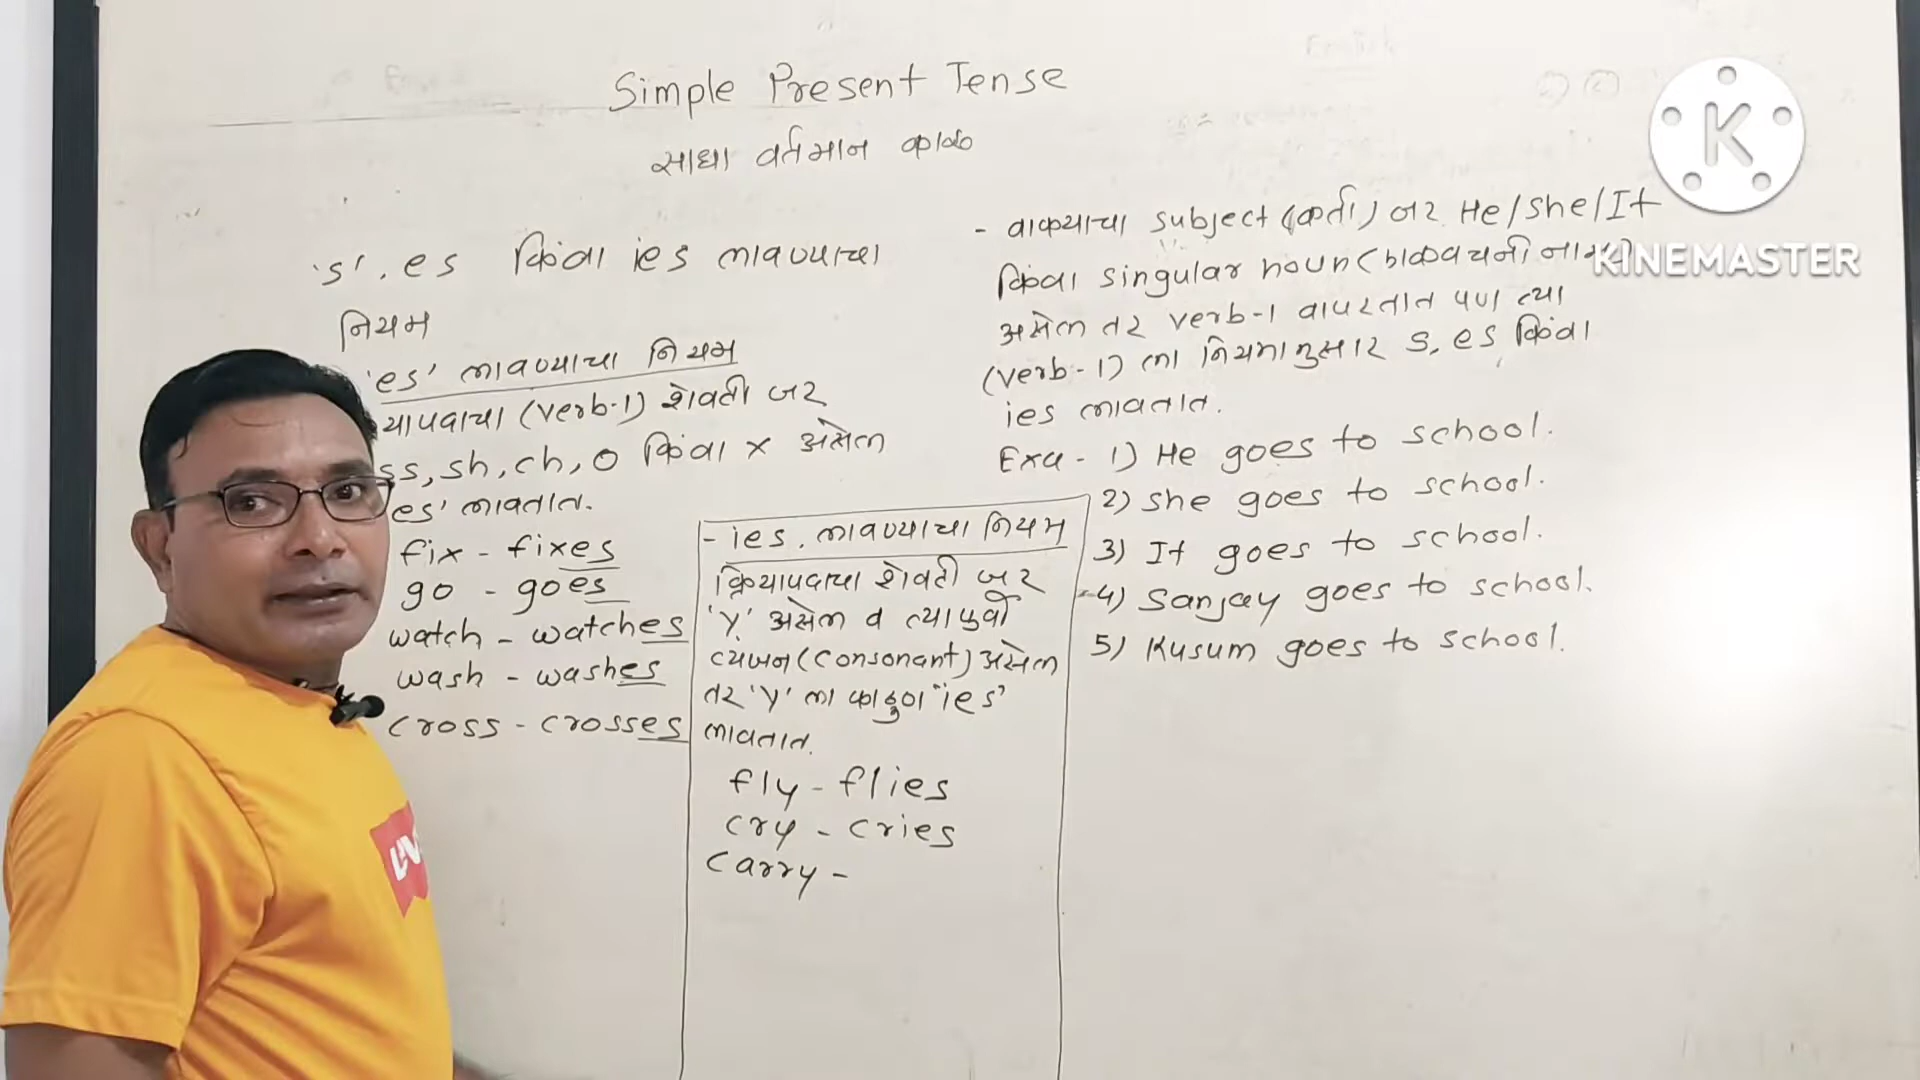 Simple Present Tense
साधा वर्तमान काळ
's'. es किंवा ies लावण्याचा
नियम
'es' लावण्याचा नियम
यापदाचा (verb-1) शेवटी जर
ss, sh, ch, o किंवा x असेल
es' लावतात.
fix - fixes
go - goes
watch - watches
wash - washes
cross - crosses
- ies. लावण्याचा नियम
क्रियापदाचा शेवटी जर
'y' असेल व त्यापुर्वी
व्यंजन (consonant) असेल
तर 'y' ला काढुण "ies'
लावतात.
fly - flies
cry - cries
carry -
- वाक्याचा subject (कर्ता) जर He/She/It
किंवा singular noun (एकवचनी
असेल तर verb-1 वापरतात पण त्या
(verb-1) ला नियमानुसार s, es किंवा
ies लावतात.
Exa - 1) He goes to school.
2) She goes to school.
3) It goes to school.
4) Sanjay goes to school.
5) Kusum goes to school.
K
KINEMASTER